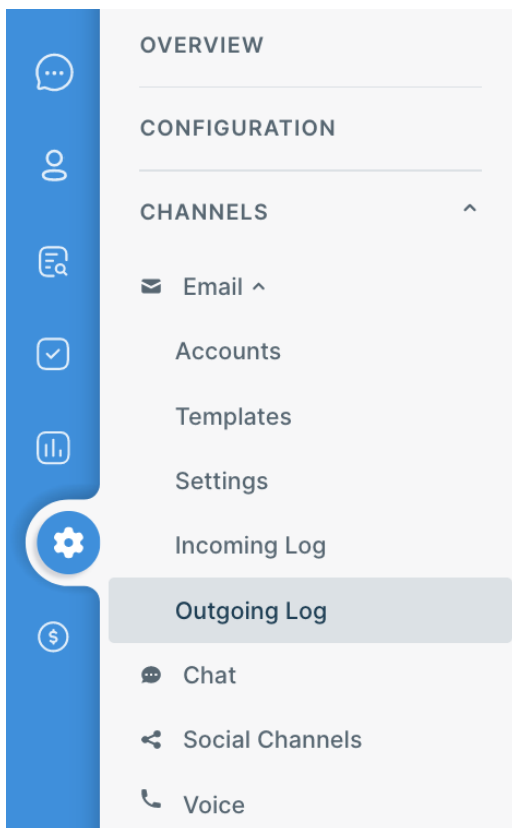 OVERVIEW
CONFIGURATION
CHANNELS
Email
Accounts
Templates
Settings
Incoming Log
Outgoing Log
$
Chat
Social Channels
Voice